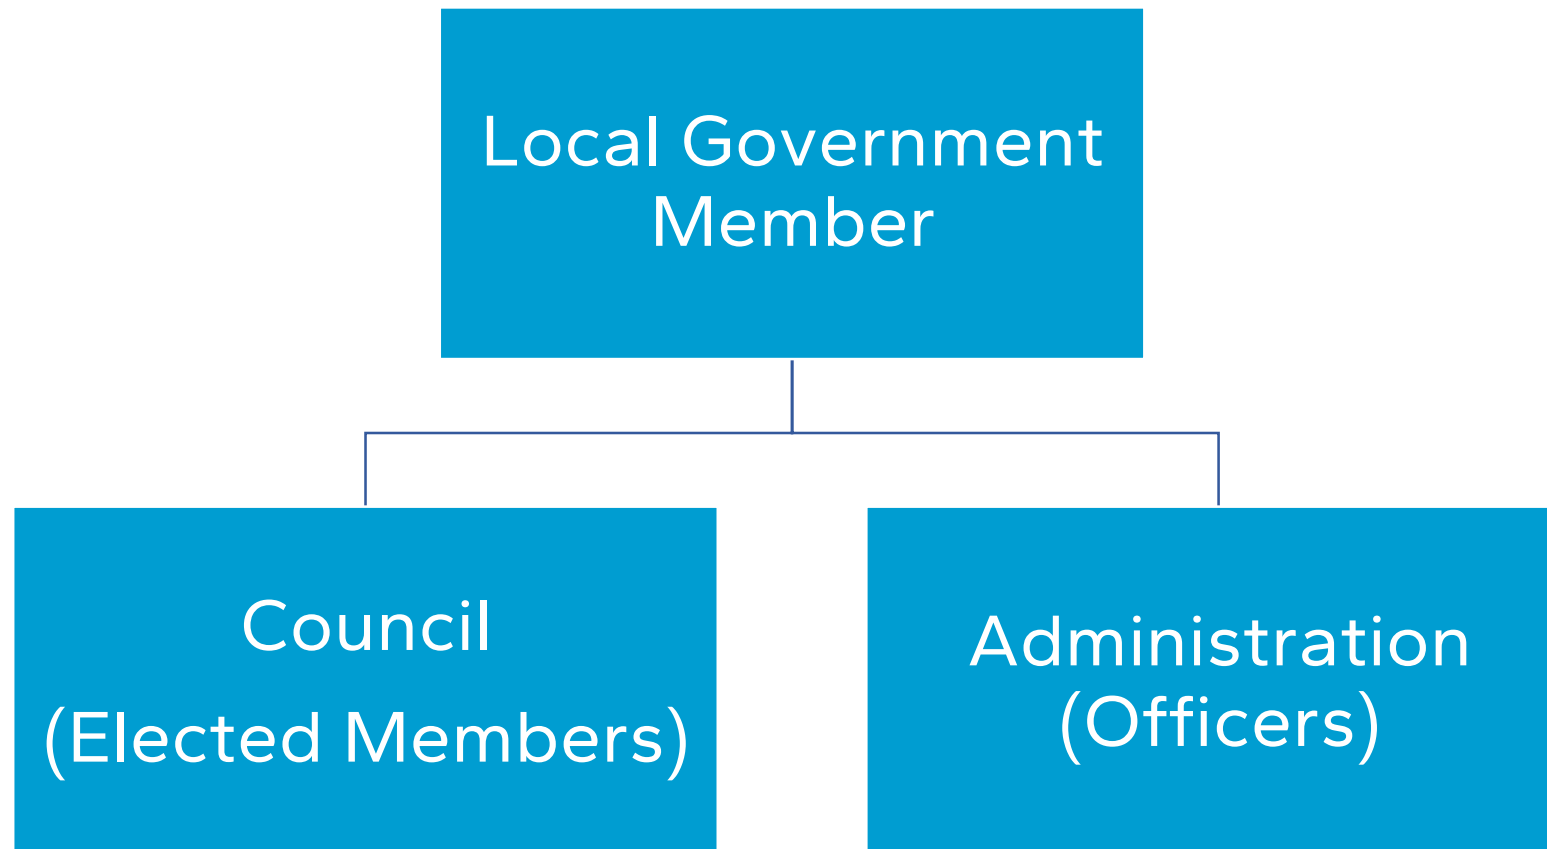 Local Government
Member
Council
(Elected Members)
Administration
(Officers)